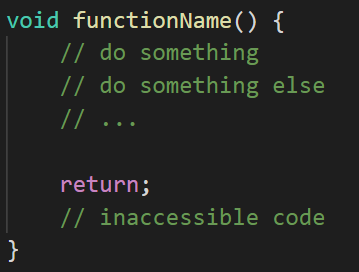 void functionName() {
    // do something
    // do something else
    // ...

    return;
    // inaccessible code
}